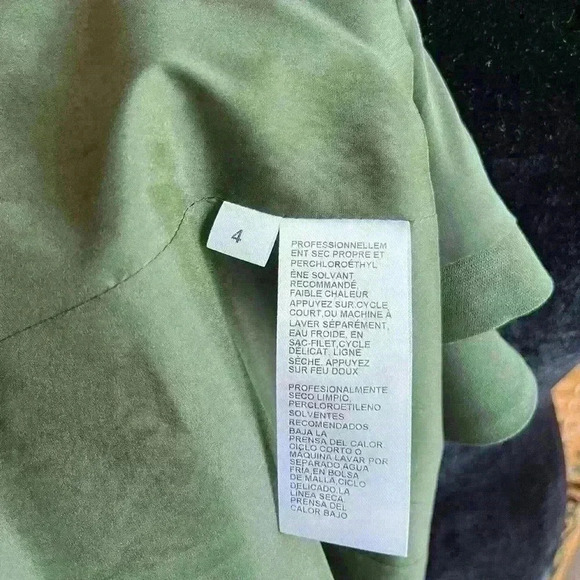 4
PROFESSIONNELLEM
ENT SEC PROPRE ET
PERCHLOROÉTHYL
ÈNE SOLVANT
RECOMMANDÉ,
FAIBLE CHALEUR
APPUYEZ SUR,CYCLE
COURT,OU MACHINE À
LAVER SÉPARÉMENT,
EAU FROIDE, EN
SAC-FILET,CYCLE
DÉLICAT, LIGNE
SÈCHE, APPUYEZ
SUR FEU DOUX
PROFESIONALMENTE
SECO LIMPIO,
PERCLOROETILENO
SOLVENTES
RECOMENDADOS
BAJA LA
PRENSA DEL CALOR
CICLO CORTO O
MÁQUINA LAVAR POR
SEPARADO AGUA
FRÍA,EN BOLSA
DE MALLA,CICLO
DELICADO,LA
LÍNEA SECA,
PRENSA DEL
CALOR BAJO